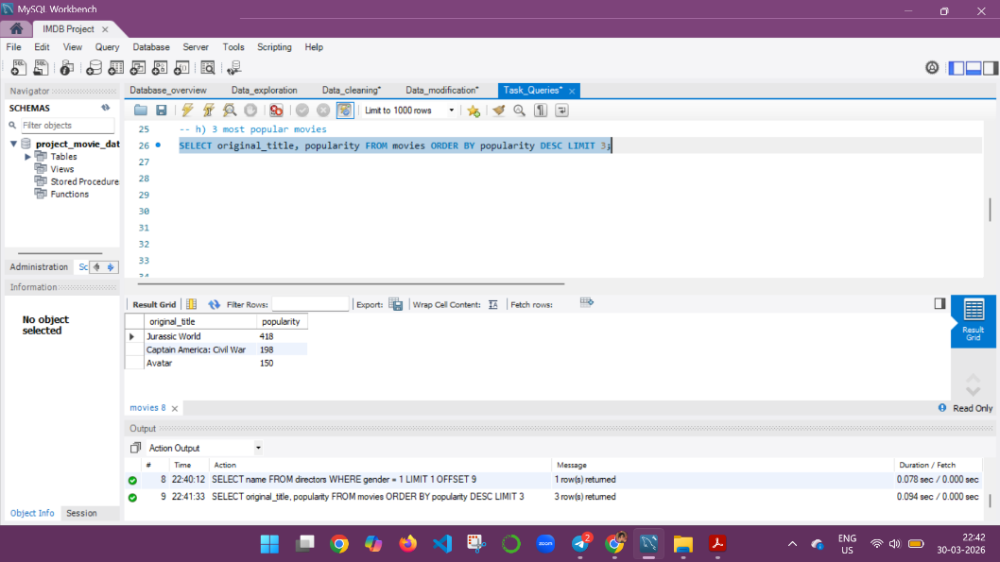 MySQL Workbench
IMDB Project
File Edit View Query Database Server Tools Scripting Help
Navigator
SCHEMAS
Filter objects
project_movie_dat
Tables
Views
Stored Procedure
Functions
Administration Sc
Information
No object
selected
Object Info Session
Database_overview Data_exploration Data_cleaning* Data_modification* Task_Queries*
Limit to 1000 rows
25 -- h) 3 most popular movies
26 SELECT original_title, popularity FROM movies ORDER BY popularity DESC LIMIT 3;
27
28
29
30
31
32
33
Result Grid Filter Rows: Export: Wrap Cell Content: Fetch rows:
original_title popularity
Jurassic World 418
Captain America: Civil War 198
Avatar 150
Result
Grid
movies 8 Read Only
Output
Action Output
# Time Action Message Duration / Fetch
8 22:40:12 SELECT name FROM directors WHERE gender = 1 LIMIT 1 OFFSET 9 1 row(s) returned 0.078 sec / 0.000 sec
9 22:41:33 SELECT original_title, popularity FROM movies ORDER BY popularity DESC LIMIT 3 3 row(s) returned 0.094 sec / 0.000 sec
zoom
2
ENG
US
22:42
30-03-2026